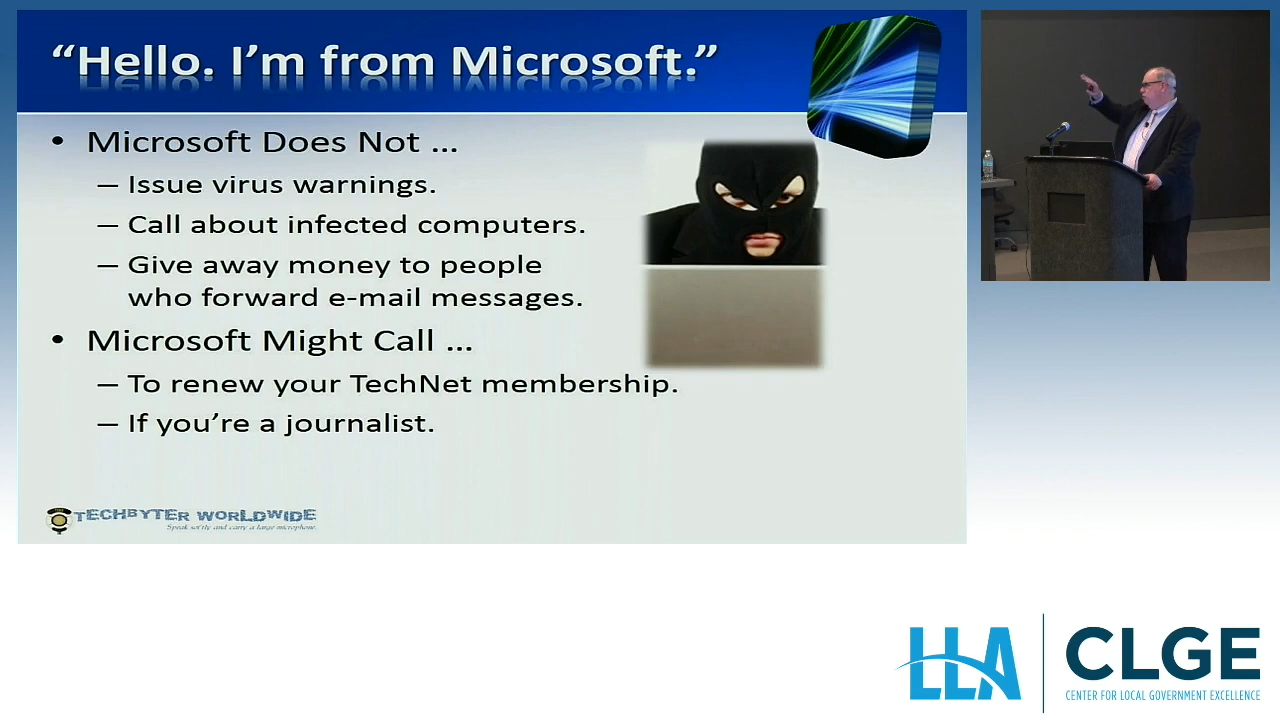 “Hello. I’m from Microsoft.”
• Microsoft Does Not ...
– Issue virus warnings.
– Call about infected computers.
– Give away money to people
who forward e-mail messages.
• Microsoft Might Call ...
– To renew your TechNet membership.
– If you’re a journalist.
TECHBYTER WORLDWIDE
Speak softly and carry a large microphone.
LLA
CLGE
CENTER FOR LOCAL GOVERNMENT EXCELLENCE